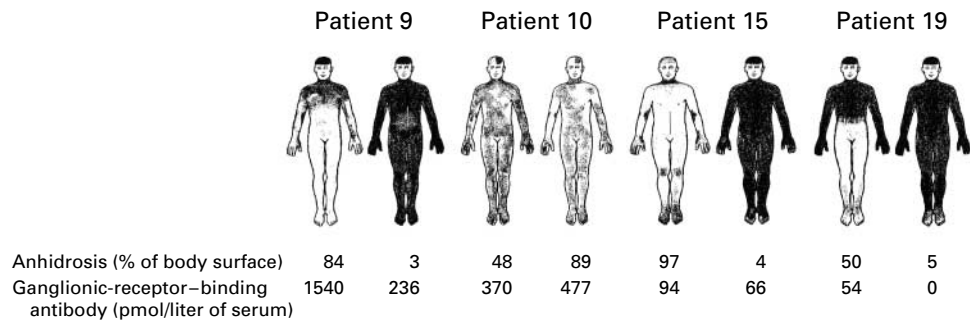 Patient 9 Patient 10 Patient 15 Patient 19
Anhidrosis (% of body surface) 84 3 48 89 97 4 50 5
Ganglionic-receptor–binding 1540 236 370 477 94 66 54 0
antibody (pmol/liter of serum)